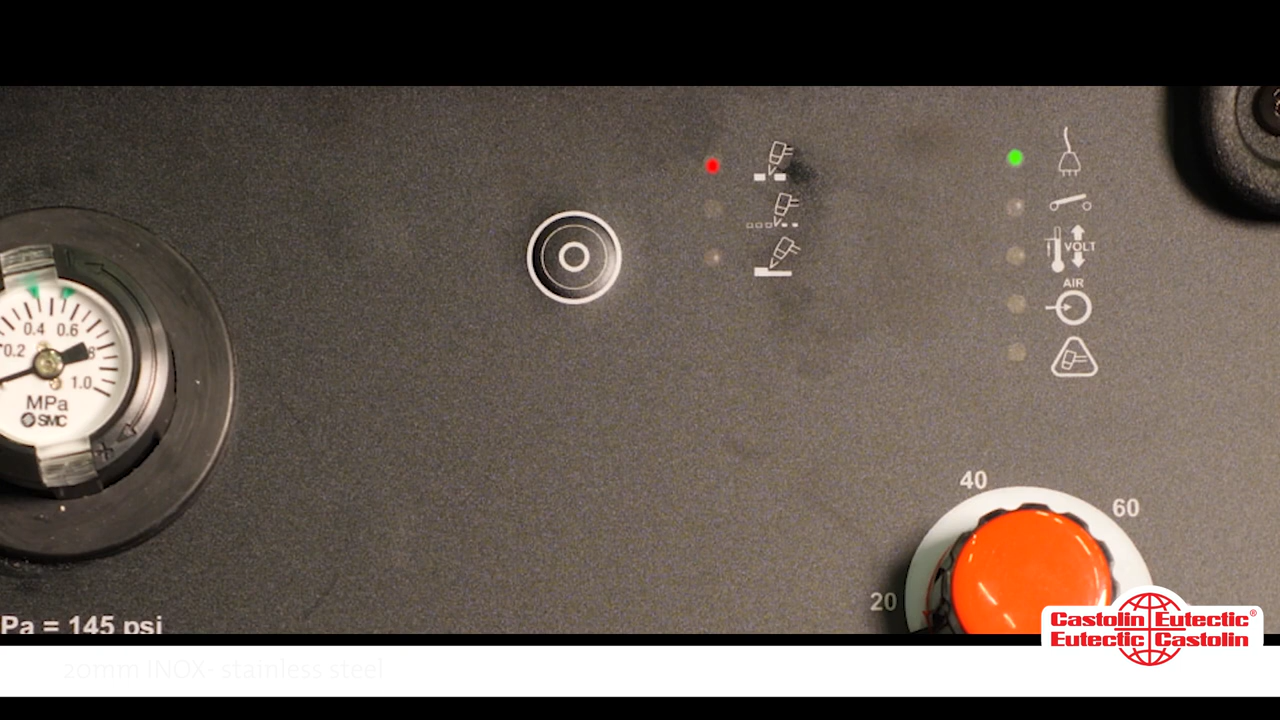 VOLT
AIR
0.4 0.6
0.2
1.0
MPa
SMC
40
60
20
Pa = 145 psi
Castolin Eutectic®
Eutectic Castolin
20mm INOX- stainless steel